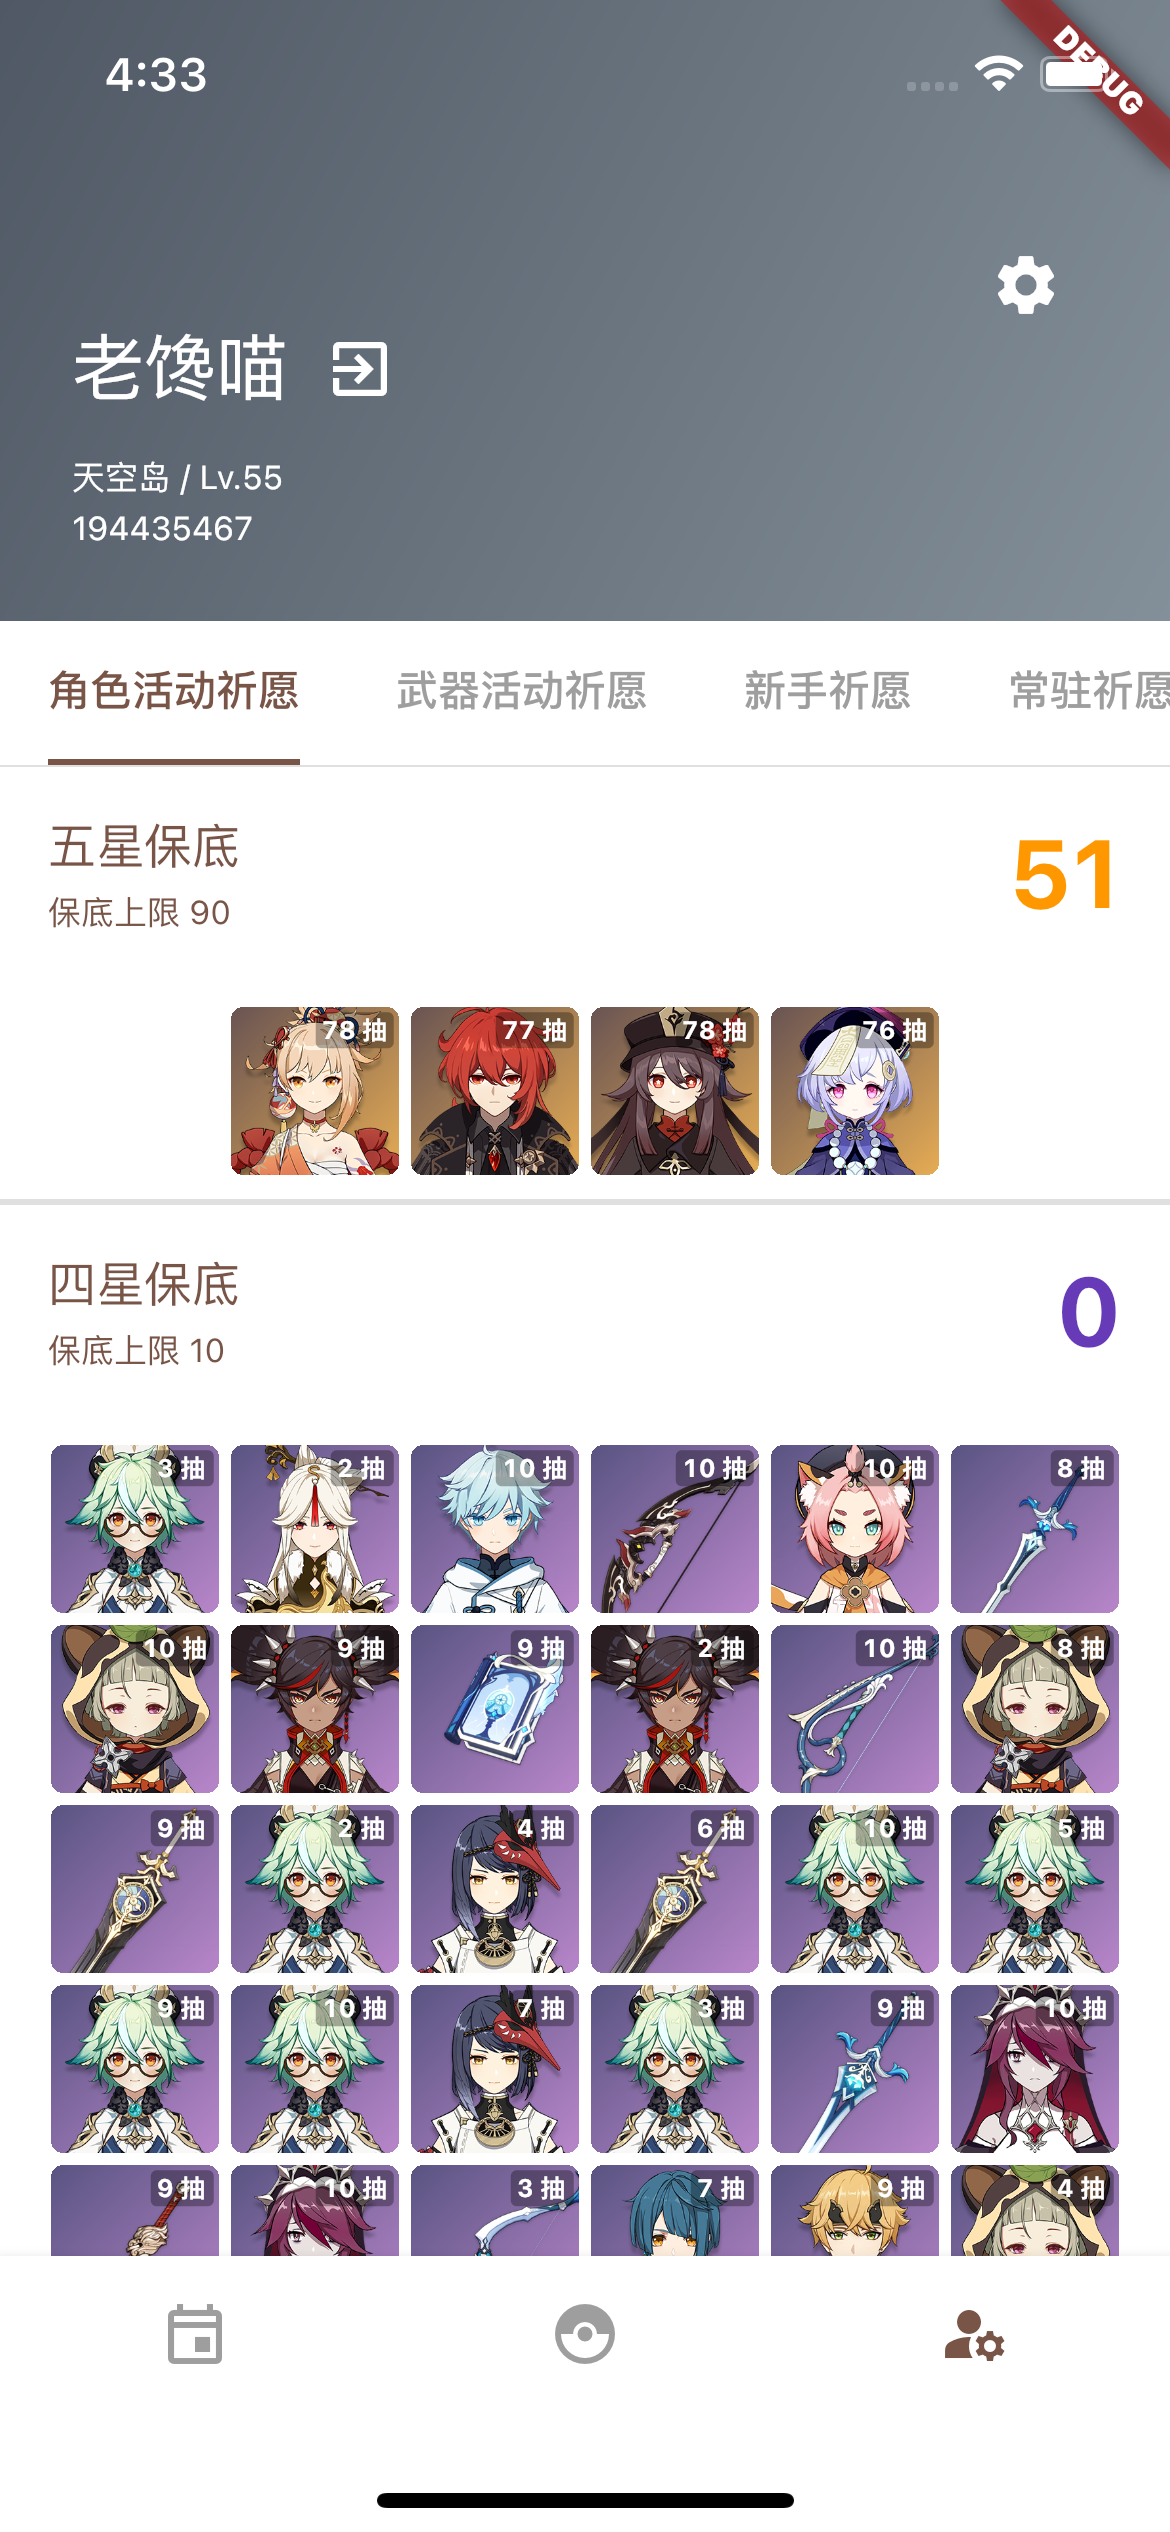 4:33
DEBUG
老馋喵
天空岛 / Lv.55
194435467
角色活动祈愿 武器活动祈愿 新手祈愿 常驻祈愿
五星保底
51
保底上限 90
78 抽 77 抽 78 抽 76 抽
四星保底
0
保底上限 10
3 抽 2 抽 10 抽 10 抽 10 抽 8 抽
10 抽 9 抽 9 抽 2 抽 10 抽 8 抽
9 抽 2 抽 4 抽 6 抽 10 抽 5 抽
9 抽 10 抽 7 抽 3 抽 9 抽 10 抽
9 抽 10 抽 3 抽 7 抽 9 抽 4 抽